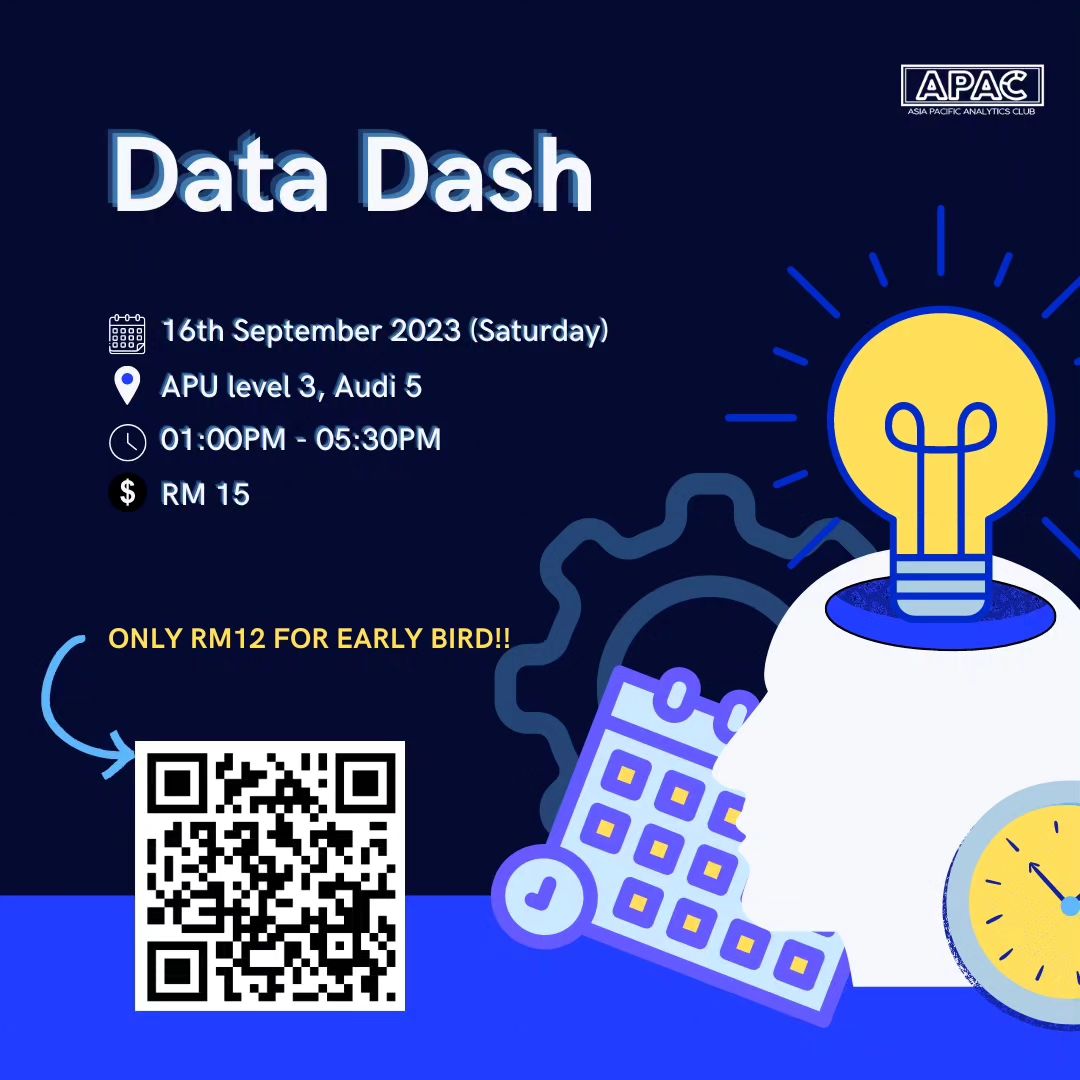 APAC
ASIA PACIFIC ANALYTICS CLUB
Data Dash
16th September 2023 (Saturday)
APU level 3, Audi 5
01:00PM - 05:30PM
$ RM 15
ONLY RM12 FOR EARLY BIRD!!